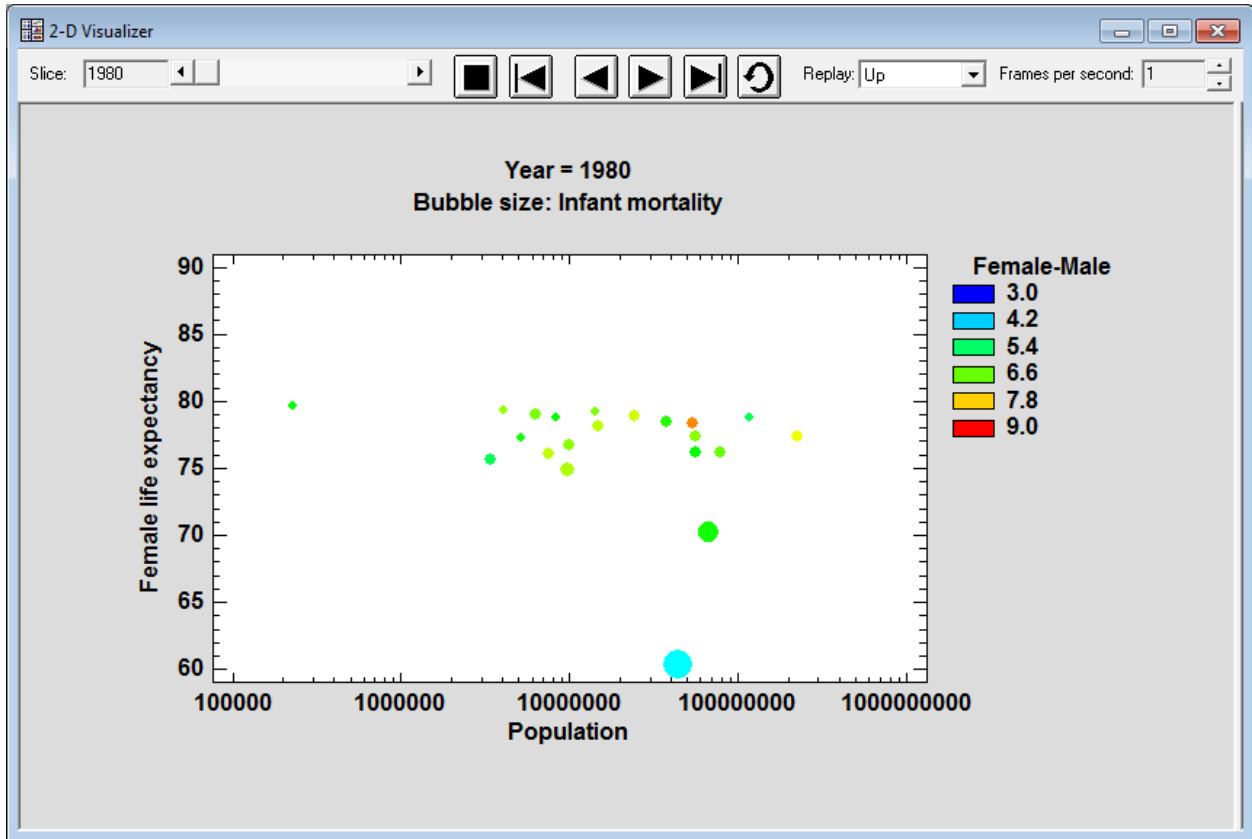 2-D Visualizer
Slice: 1980 Replay: Up Frames per second: 1
Year = 1980
Bubble size: Infant mortality
Female-Male
3.0
4.2
5.4
6.6
7.8
9.0
Female life expectancy
90
85
80
75
70
65
60
100000 1000000 10000000 100000000 1000000000
Population